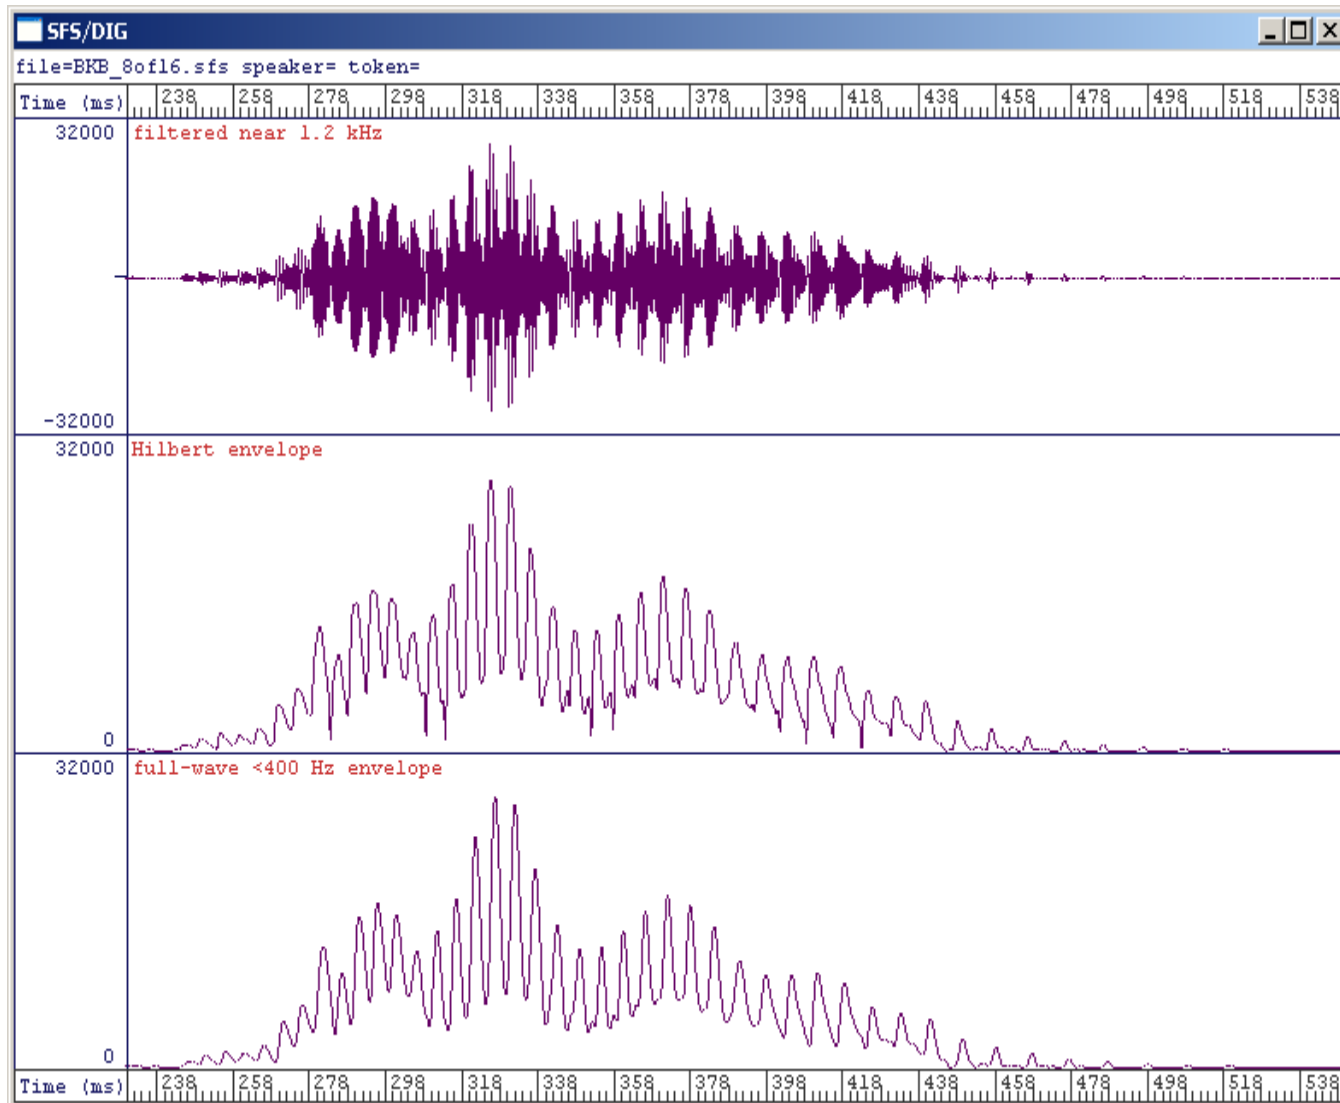 SFS/DIG
file=BKB_8of16.sfs speaker= token=
Time (ms) 238 258 278 298 318 338 358 378 398 418 438 458 478 498 518 538
32000 filtered near 1.2 kHz
-32000
32000 Hilbert envelope
0
32000 full-wave <400 Hz envelope
0
Time (ms) 238 258 278 298 318 338 358 378 398 418 438 458 478 498 518 538